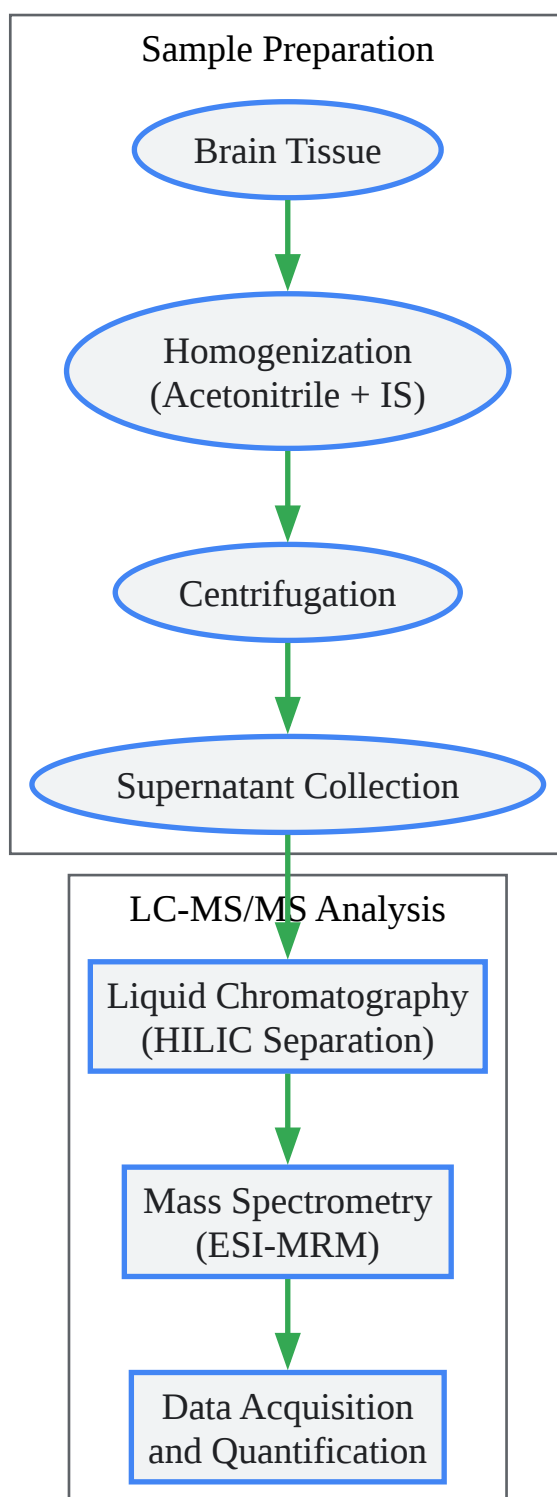 Sample Preparation
Brain Tissue
Homogenization
(Acetonitrile + IS)
Centrifugation
Supernatant Collection
LC-MS/MS Analysis
Liquid Chromatography
(HILIC Separation)
Mass Spectrometry
(ESI-MRM)
Data Acquisition
and Quantification